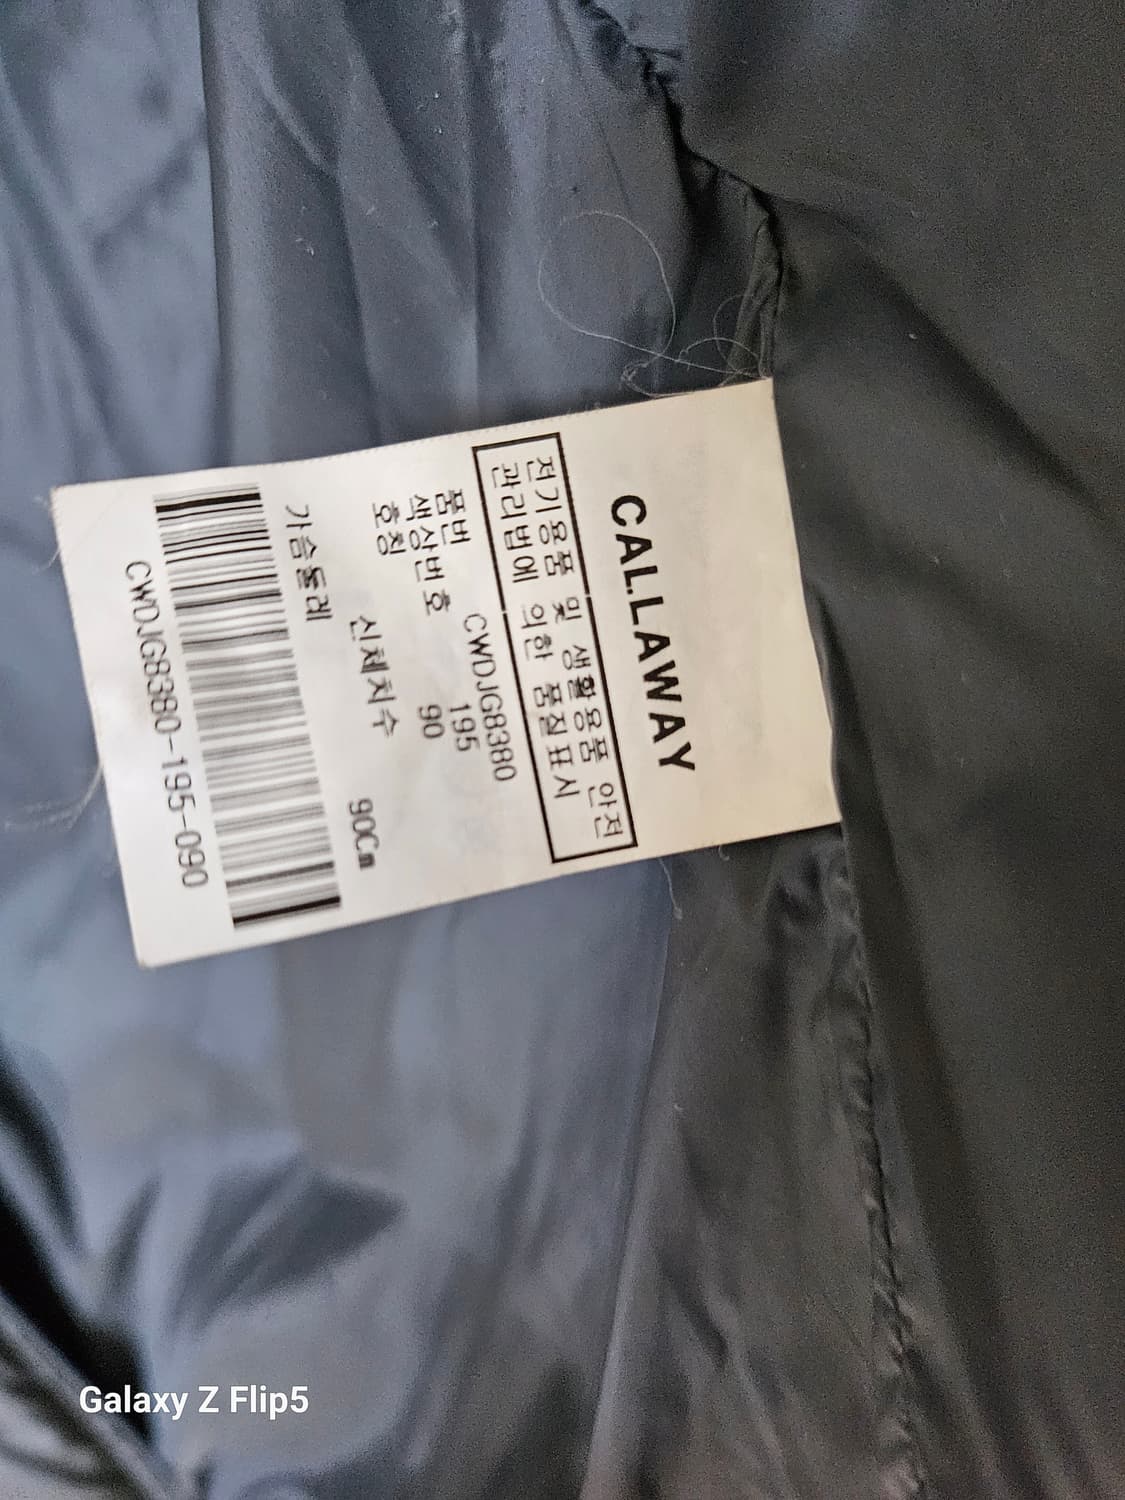 CALLAWAY
전기용품 및 생활용품 안전
관리법에 의한 품질표시
품번 CWDJG8380
색상번호 195
호칭 90
신체치수
가슴둘레 90Cm
CWDJG8380-195-090
Galaxy Z Flip5